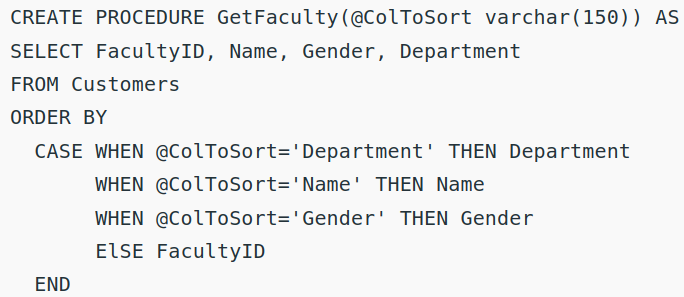 CREATE PROCEDURE GetFaculty(@ColToSort varchar(150)) AS
SELECT FacultyID, Name, Gender, Department
FROM Customers
ORDER BY
CASE WHEN @ColToSort='Department' THEN Department
WHEN @ColToSort='Name' THEN Name
WHEN @ColToSort='Gender' THEN Gender
ElSE FacultyID
END